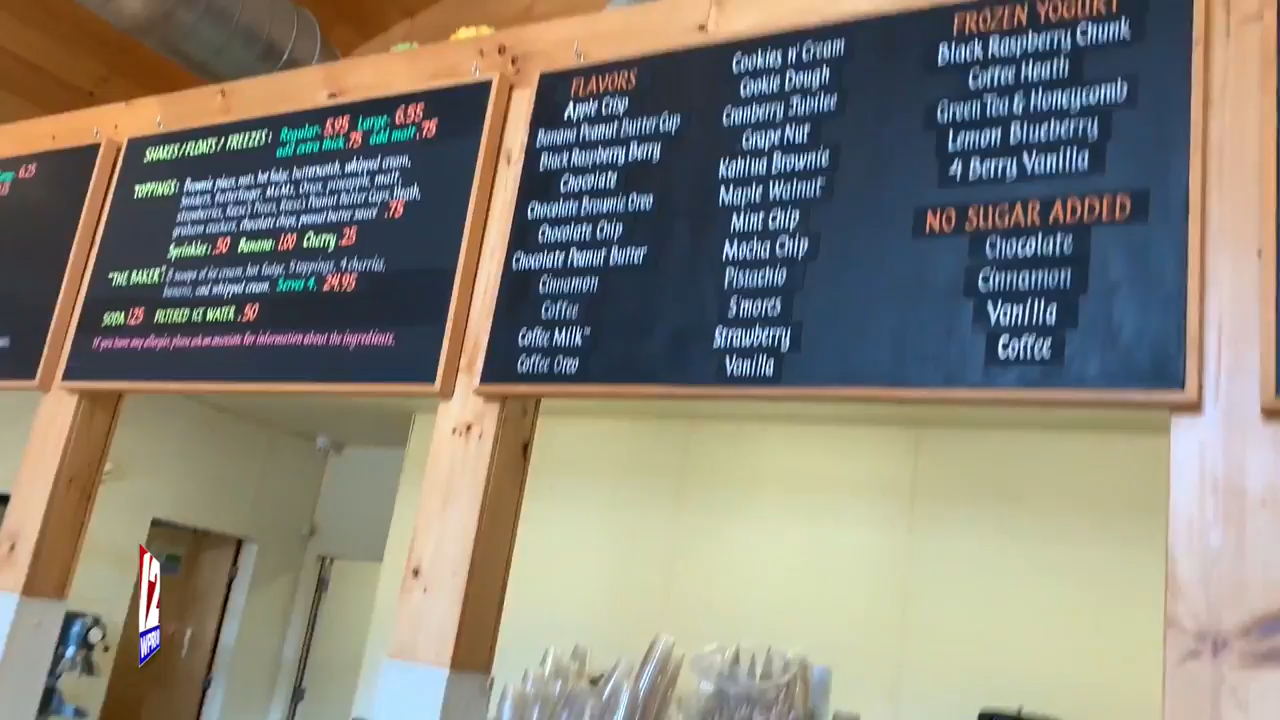 6.25
SHAKES / FLOATS / FREEZES: Regular: 5.95 Large: 6.55
add extra thick .75 add malt .75
TOPPINGS: Brownie pieces, nuts, hot fudge, butterscotch, whipped cream,
Snickers, Butterfinger, M&M's, Oreo, pineapple,
strawberries, Reese's Pieces, Reese's Peanut Butter Cups, Heath,
graham cracker, chocolate chips, peanut butter sauce .75
Sprinkles: .50 Banana: 1.00 Cherry .25
"THE BAKER": 8 scoops of ice cream, hot fudge, 5 toppings, 4 cherries,
banana, and whipped cream. Serves 4. 24.95
SODA 1.25 FILTERED ICE WATER .50
If you have any allergies please ask an associate for information about the ingredients.
FLAVORS
Apple Crisp
Banana Peanut Butter Cup
Black Raspberry Berry
Chocolate
Chocolate Brownie Oreo
Chocolate Chip
Chocolate Peanut Butter
Cinnamon
Coffee
Coffee Milk™
Coffee Oreo
Cookies n' Cream
Cookie Dough
Cranberry Jubilee
Grape Nut
Kahlua Brownie
Maple Walnut
Mint Chip
Mocha Chip
Pistachio
S'mores
Strawberry
Vanilla
FROZEN YOGURT
Black Raspberry Chunk
Coffee Heath
Green Tea & Honeycomb
Lemon Blueberry
4 Berry Vanilla
NO SUGAR ADDED
Chocolate
Cinnamon
Vanilla
Coffee
12
WPRI